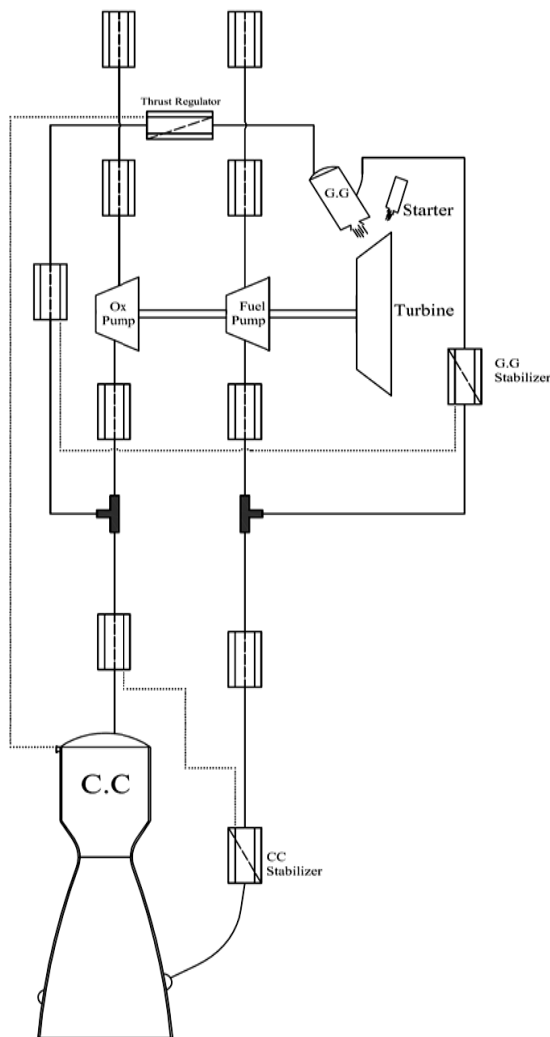 Thrust Regulator
G.G
Starter
Ox
Pump
Fuel
Pump
Turbine
G.G
Stabilizer
C.C
CC
Stabilizer